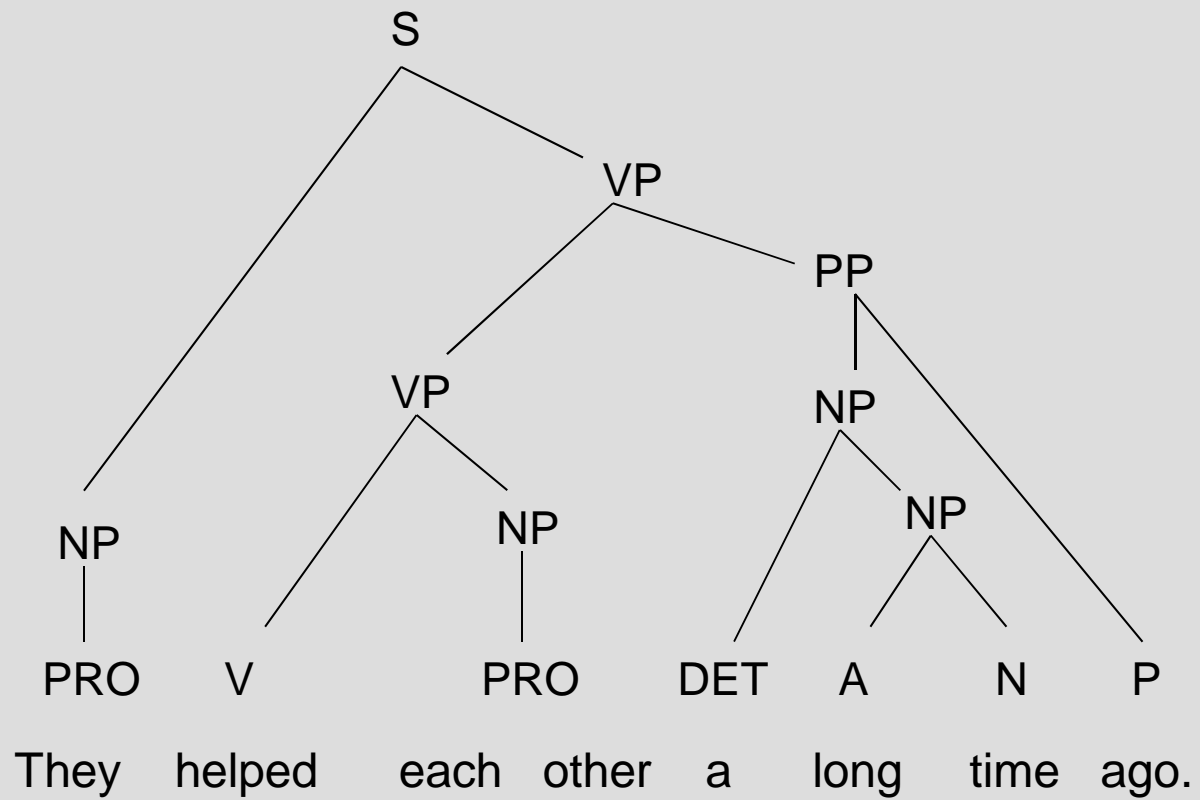 S
VP
PP
VP
NP
NP
NP
NP
PRO V PRO DET A N P
They helped each other a long time ago.